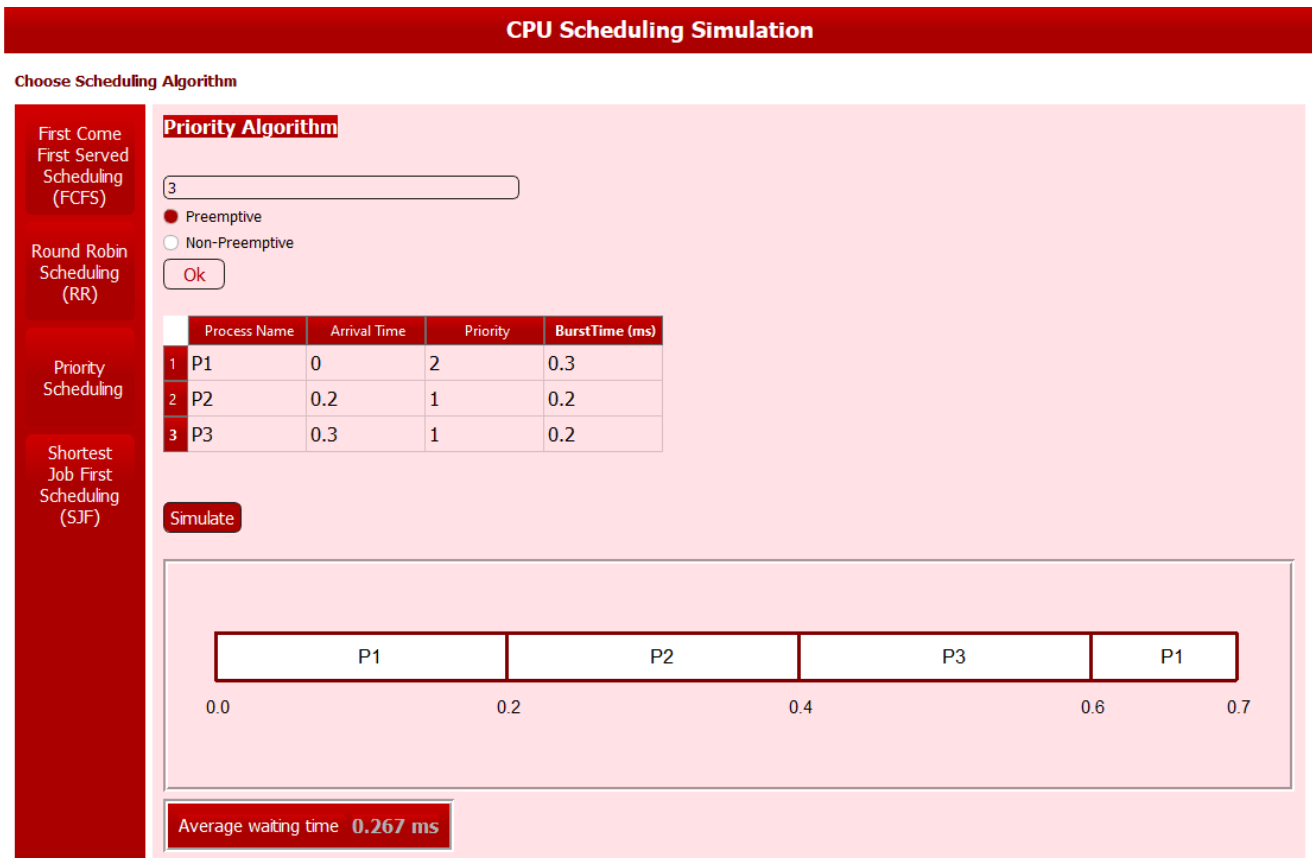 CPU Scheduling Simulation
Choose Scheduling Algorithm
First Come
First Served
Scheduling
(FCFS)
Round Robin
Scheduling
(RR)
Priority
Scheduling
Shortest
Job First
Scheduling
(SJF)
Priority Algorithm
3
Preemptive
Non-Preemptive
Ok
Process Name Arrival Time Priority BurstTime (ms)
1 P1 0 2 0.3
2 P2 0.2 1 0.2
3 P3 0.3 1 0.2
Simulate
P1 P2 P3 P1
0.0 0.2 0.4 0.6 0.7
Average waiting time 0.267 ms